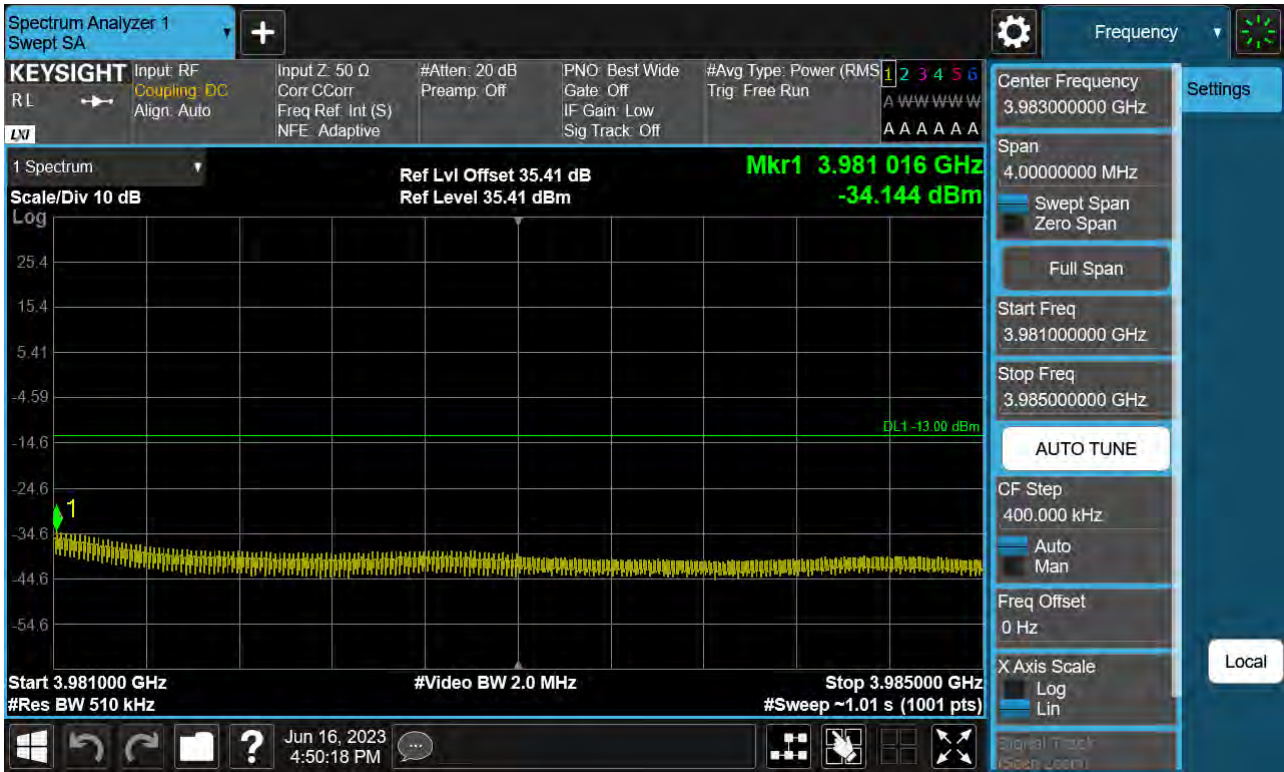 Spectrum Analyzer 1
Swept SA
+
Frequency
KEYSIGHT
RL
LXI
Input: RF
Coupling: DC
Align: Auto
Input Z: 50 Ω
Corr CCorr
Freq Ref: Int (S)
NFE: Adaptive
#Atten: 20 dB
Preamp: Off
PNO: Best Wide
Gate: Off
IF Gain: Low
Sig Track: Off
#Avg Type: Power (RMS
Trig: Free Run
1 2 3 4 5 6
A W W W W W
A A A A A A
1 Spectrum
Scale/Div 10 dB
Log
Ref Lvl Offset 35.41 dB
Ref Level 35.41 dBm
Mkr1 3.981 016 GHz
-34.144 dBm
25.4
15.4
5.41
-4.59
-14.6
-24.6
-34.6
-44.6
-54.6
DL1 -13.00 dBm
1
Start 3.981000 GHz
#Res BW 510 kHz
#Video BW 2.0 MHz
Stop 3.985000 GHz
#Sweep ~1.01 s (1001 pts)
Center Frequency
3.983000000 GHz
Settings
Span
4.00000000 MHz
Swept Span
Zero Span
Full Span
Start Freq
3.981000000 GHz
Stop Freq
3.985000000 GHz
AUTO TUNE
CF Step
400.000 kHz
Auto
Man
Freq Offset
0 Hz
X Axis Scale
Log
Lin
Signal Track
(Span Zoom)
Local
?
Jun 16, 2023
4:50:18 PM